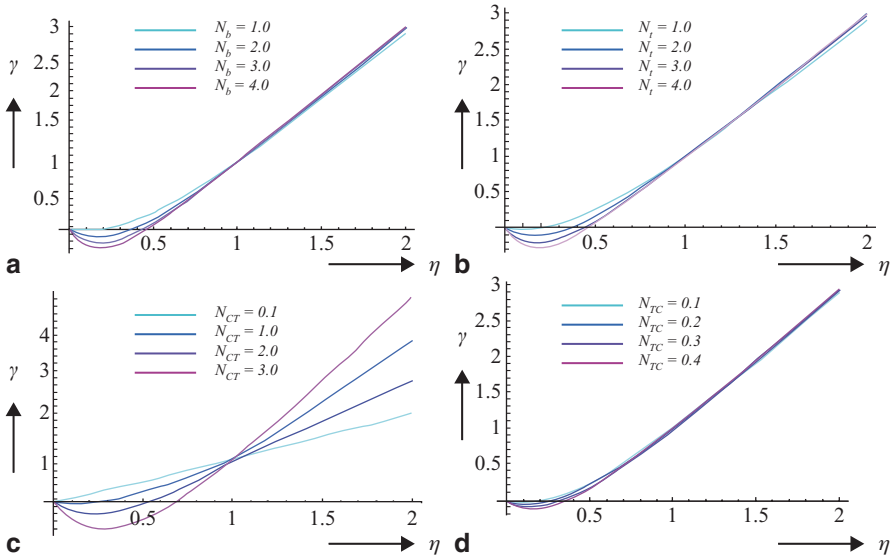 3
2.5
2
1.5
1
0.5
γ
N_b = 1.0
N_b = 2.0
N_b = 3.0
N_b = 4.0
0.5
1
1.5
2
η
a
3
2.5
2
1.5
1
0.5
γ
N_t = 1.0
N_t = 2.0
N_t = 3.0
N_t = 4.0
0.5
1
1.5
2
η
b
4
3
2
1
γ
N_CT = 0.1
N_CT = 1.0
N_CT = 2.0
N_CT = 3.0
0.5
1
1.5
2
η
c
3
2.5
2
1.5
1
0.5
γ
N_TC = 0.1
N_TC = 0.2
N_TC = 0.3
N_TC = 0.4
0.5
1
1.5
2
η
d